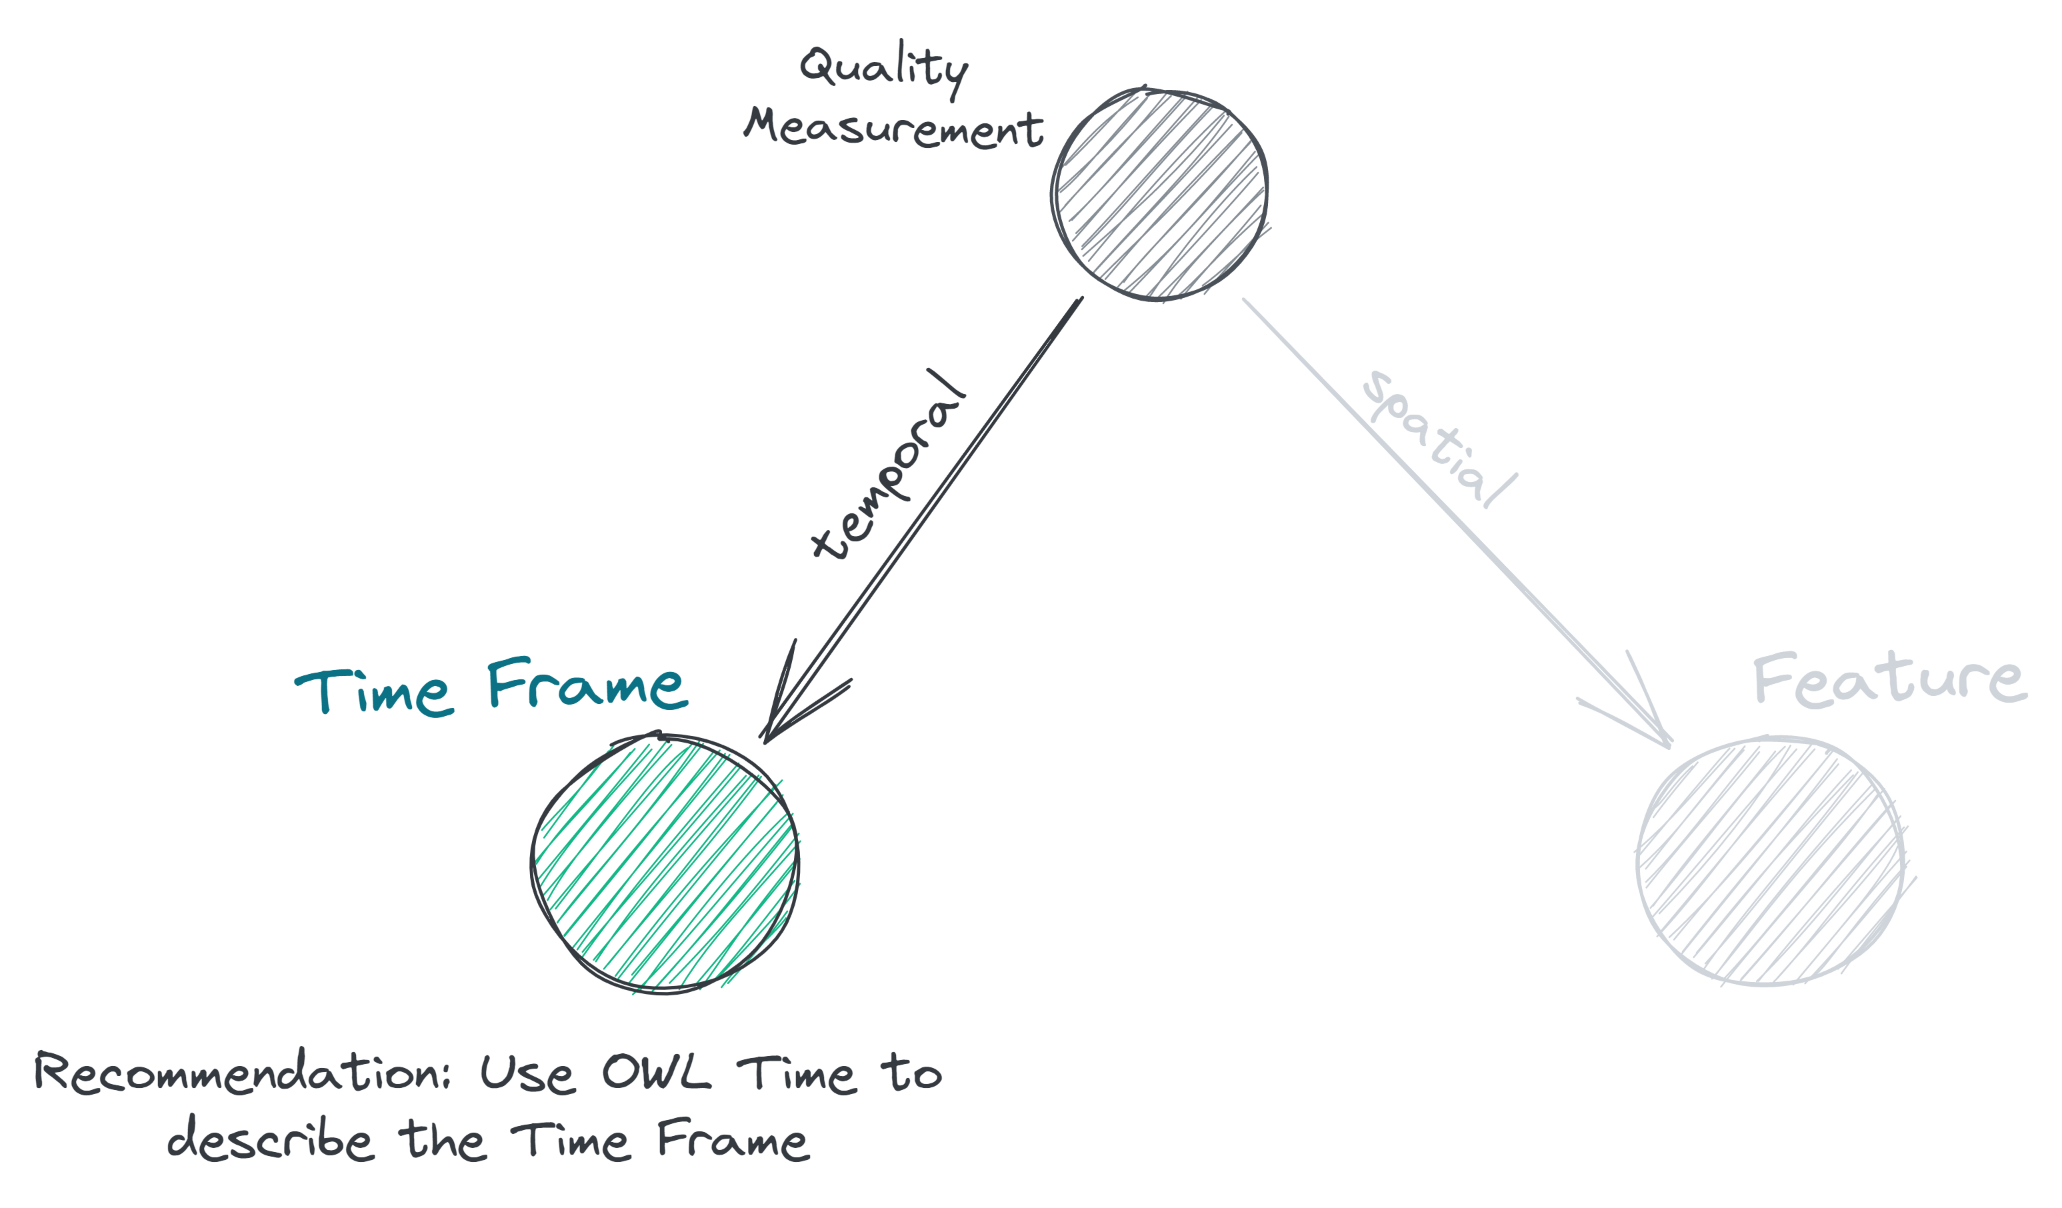 Quality
Measurement
temporal
spatial
Time Frame
Feature
Recommendation: Use OWL Time to
describe the Time Frame